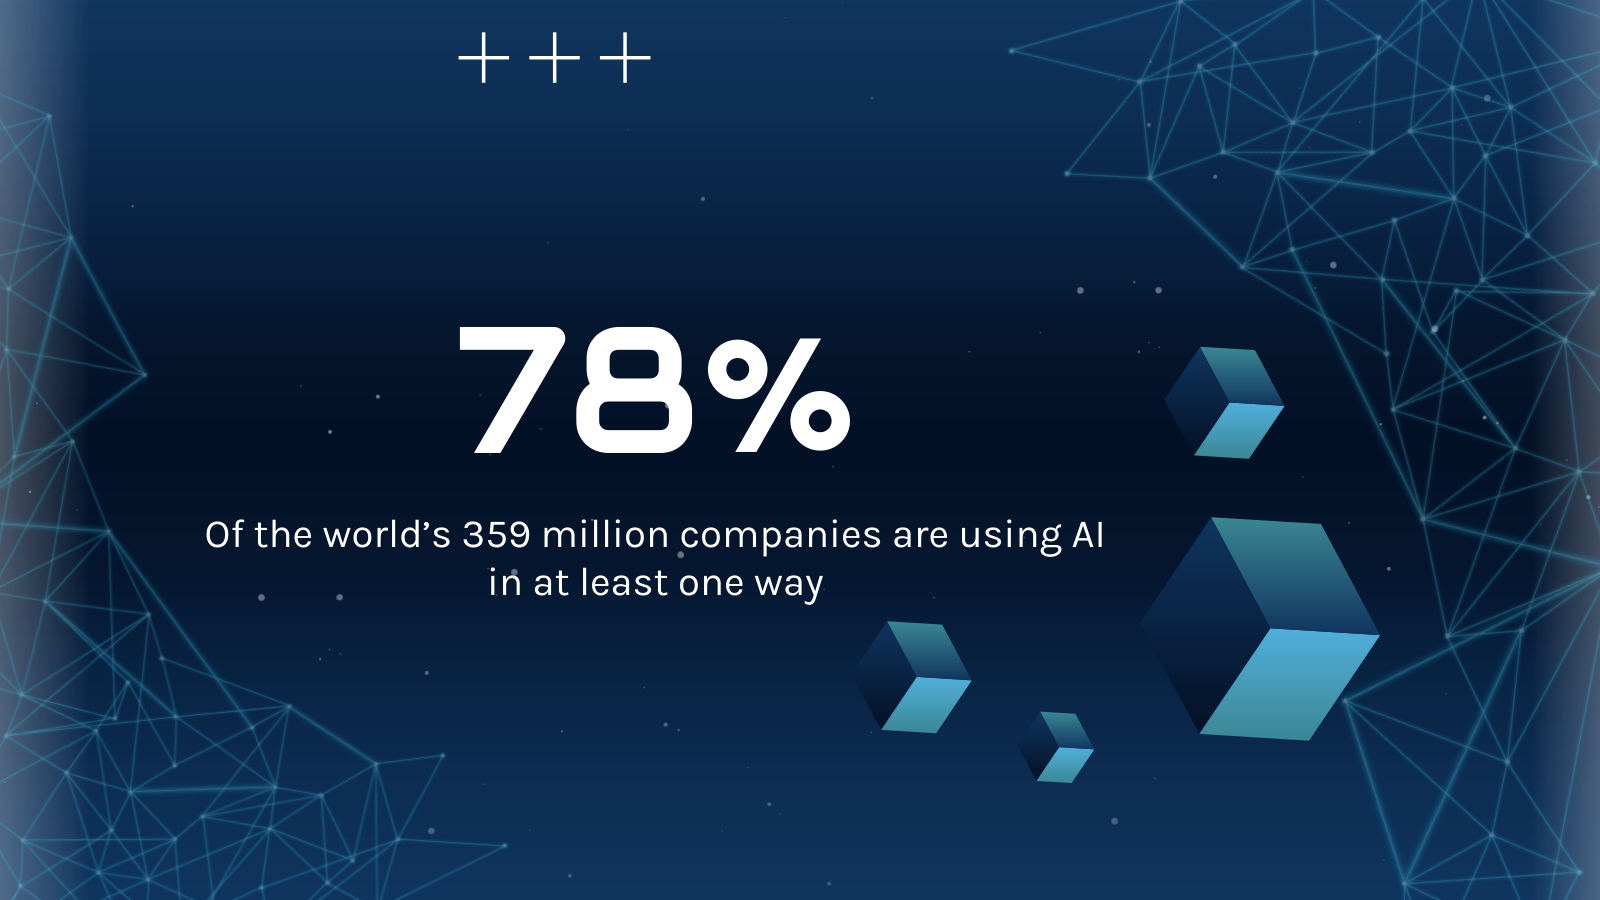 78%
Of the world’s 359 million companies are using AI
in at least one way